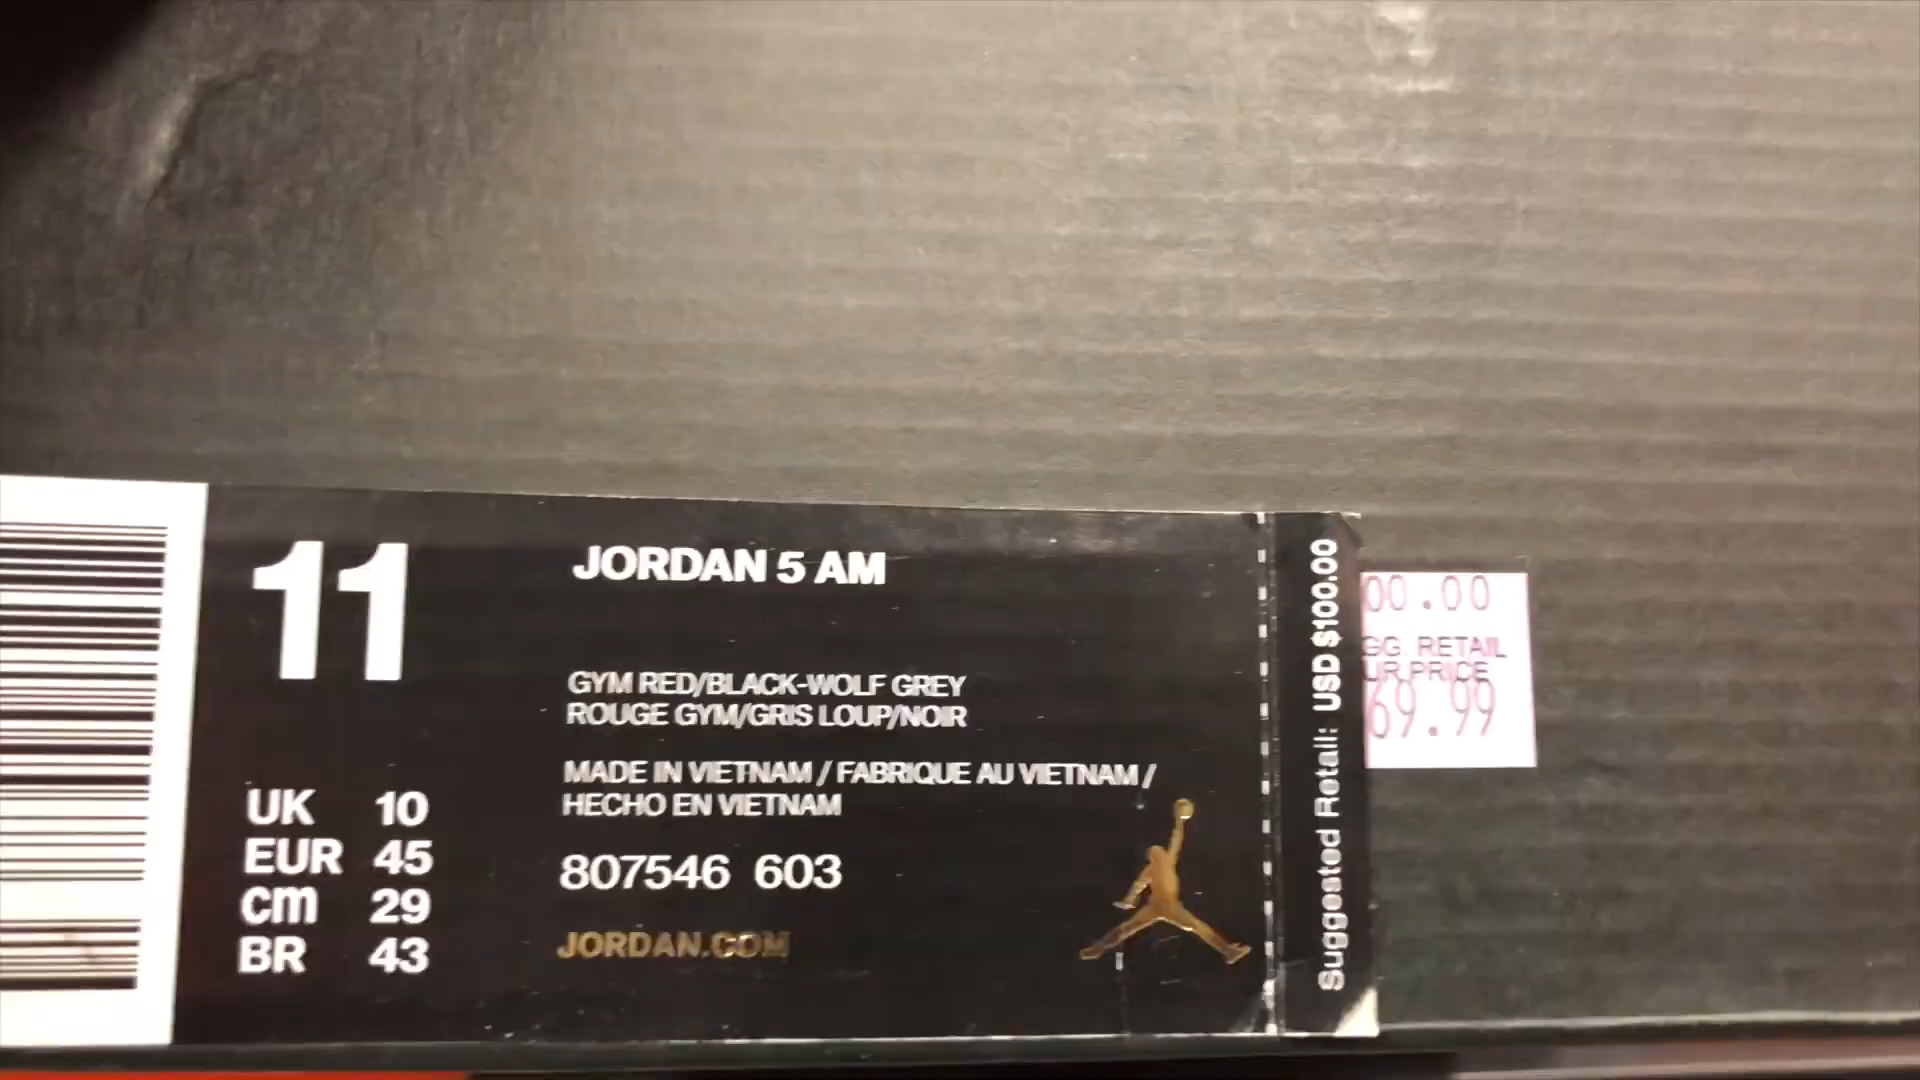 11
UK 10
EUR 45
cm 29
BR 43
JORDAN 5 AM
GYM RED/BLACK-WOLF GREY
ROUGE GYM/GRIS LOUP/NOIR
MADE IN VIETNAM / FABRIQUE AU VIETNAM /
HECHO EN VIETNAM
807546 603
JORDAN.COM
Suggested Retail: USD $100.00
00.00
GG. RETAIL
UR PRICE
69.99